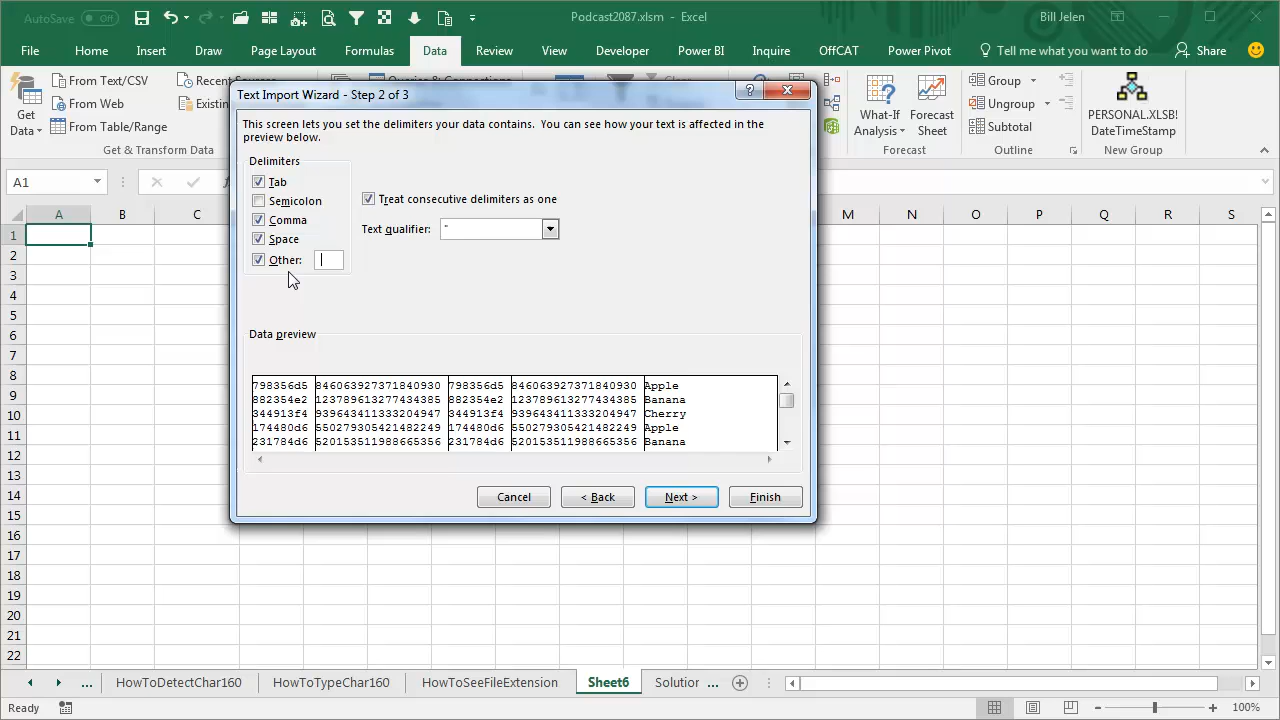 AutoSave Off
Podcast2087.xlsm - Excel
Bill Jelen
File Home Insert Draw Page Layout Formulas Data Review View Developer Power BI Inquire OffCAT Power Pivot Tell me what you want to do Share
Get Data
From Text/CSV
From Web
From Table/Range
Get & Transform Data
What-If Analysis
Forecast Sheet
Forecast
Group
Ungroup
Subtotal
Outline
PERSONAL.XLSB!
DateTimeStamp
New Group
A1
A B C M N O P Q R S
1
2
3
4
5
6
7
8
9
10
11
12
13
14
15
16
17
18
19
20
21
22
Text Import Wizard - Step 2 of 3
This screen lets you set the delimiters your data contains. You can see how your text is affected in the
preview below.
Delimiters
Tab
Semicolon
Comma
Space
Other:
Treat consecutive delimiters as one
Text qualifier: "
Data preview
798356d5 846063927371840930 798356d5 846063927371840930 Apple
882354e2 123789613277434385 882354e2 123789613277434385 Banana
344913f4 939643411333204947 344913f4 939643411333204947 Cherry
174480d6 550279305421482249 174480d6 550279305421482249 Apple
231784d6 520153511988665356 231784d6 520153511988665356 Banana
Cancel < Back Next > Finish
... HowToDetectChar160 HowToTypeChar160 HowToSeeFileExtension Sheet6 Solution ...
Ready
100%